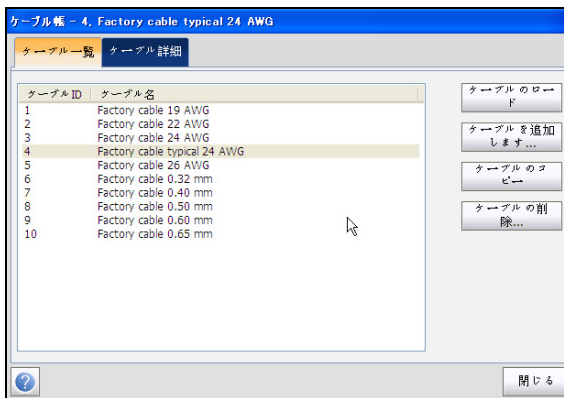 ケーブル帳 - 4, Factory cable typical 24 AWG
ケーブル一覧 ケーブル詳細
ケーブル ID ケーブル名
1 Factory cable 19 AWG
2 Factory cable 22 AWG
3 Factory cable 24 AWG
4 Factory cable typical 24 AWG
5 Factory cable 26 AWG
6 Factory cable 0.32 mm
7 Factory cable 0.40 mm
8 Factory cable 0.50 mm
9 Factory cable 0.60 mm
10 Factory cable 0.65 mm
ケーブル のロー
ド
ケーブル を追加
します...
ケーブル のコ
ピー
ケーブル の削
除...
?
閉じる